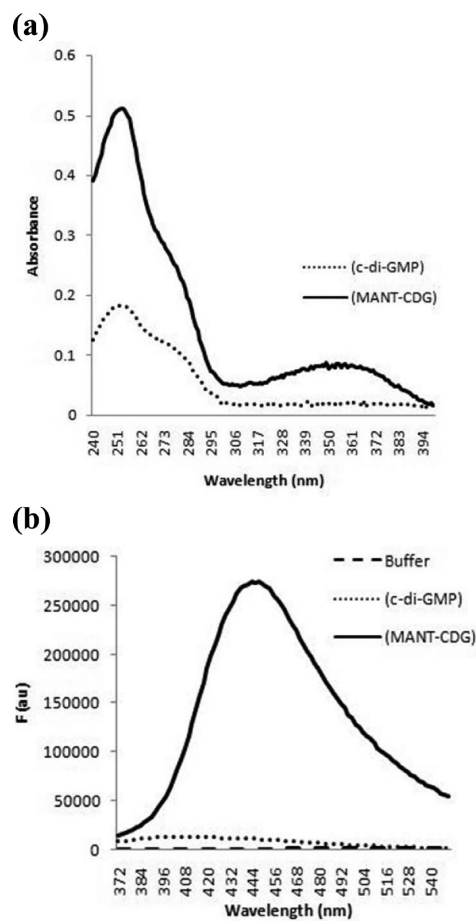 (a)
0.6
0.5
0.4
0.3
0.2
0.1
0
Absorbance
(c-di-GMP)
(MANT-CDG)
240 251 262 273 284 295 306 317 328 339 350 361 372 383 394
Wavelength (nm)
(b)
300000
250000
200000
150000
100000
50000
0
F (au)
Buffer
(c-di-GMP)
(MANT-CDG)
372 384 396 408 420 432 444 456 468 480 492 504 516 528 540
Wavelength (nm)